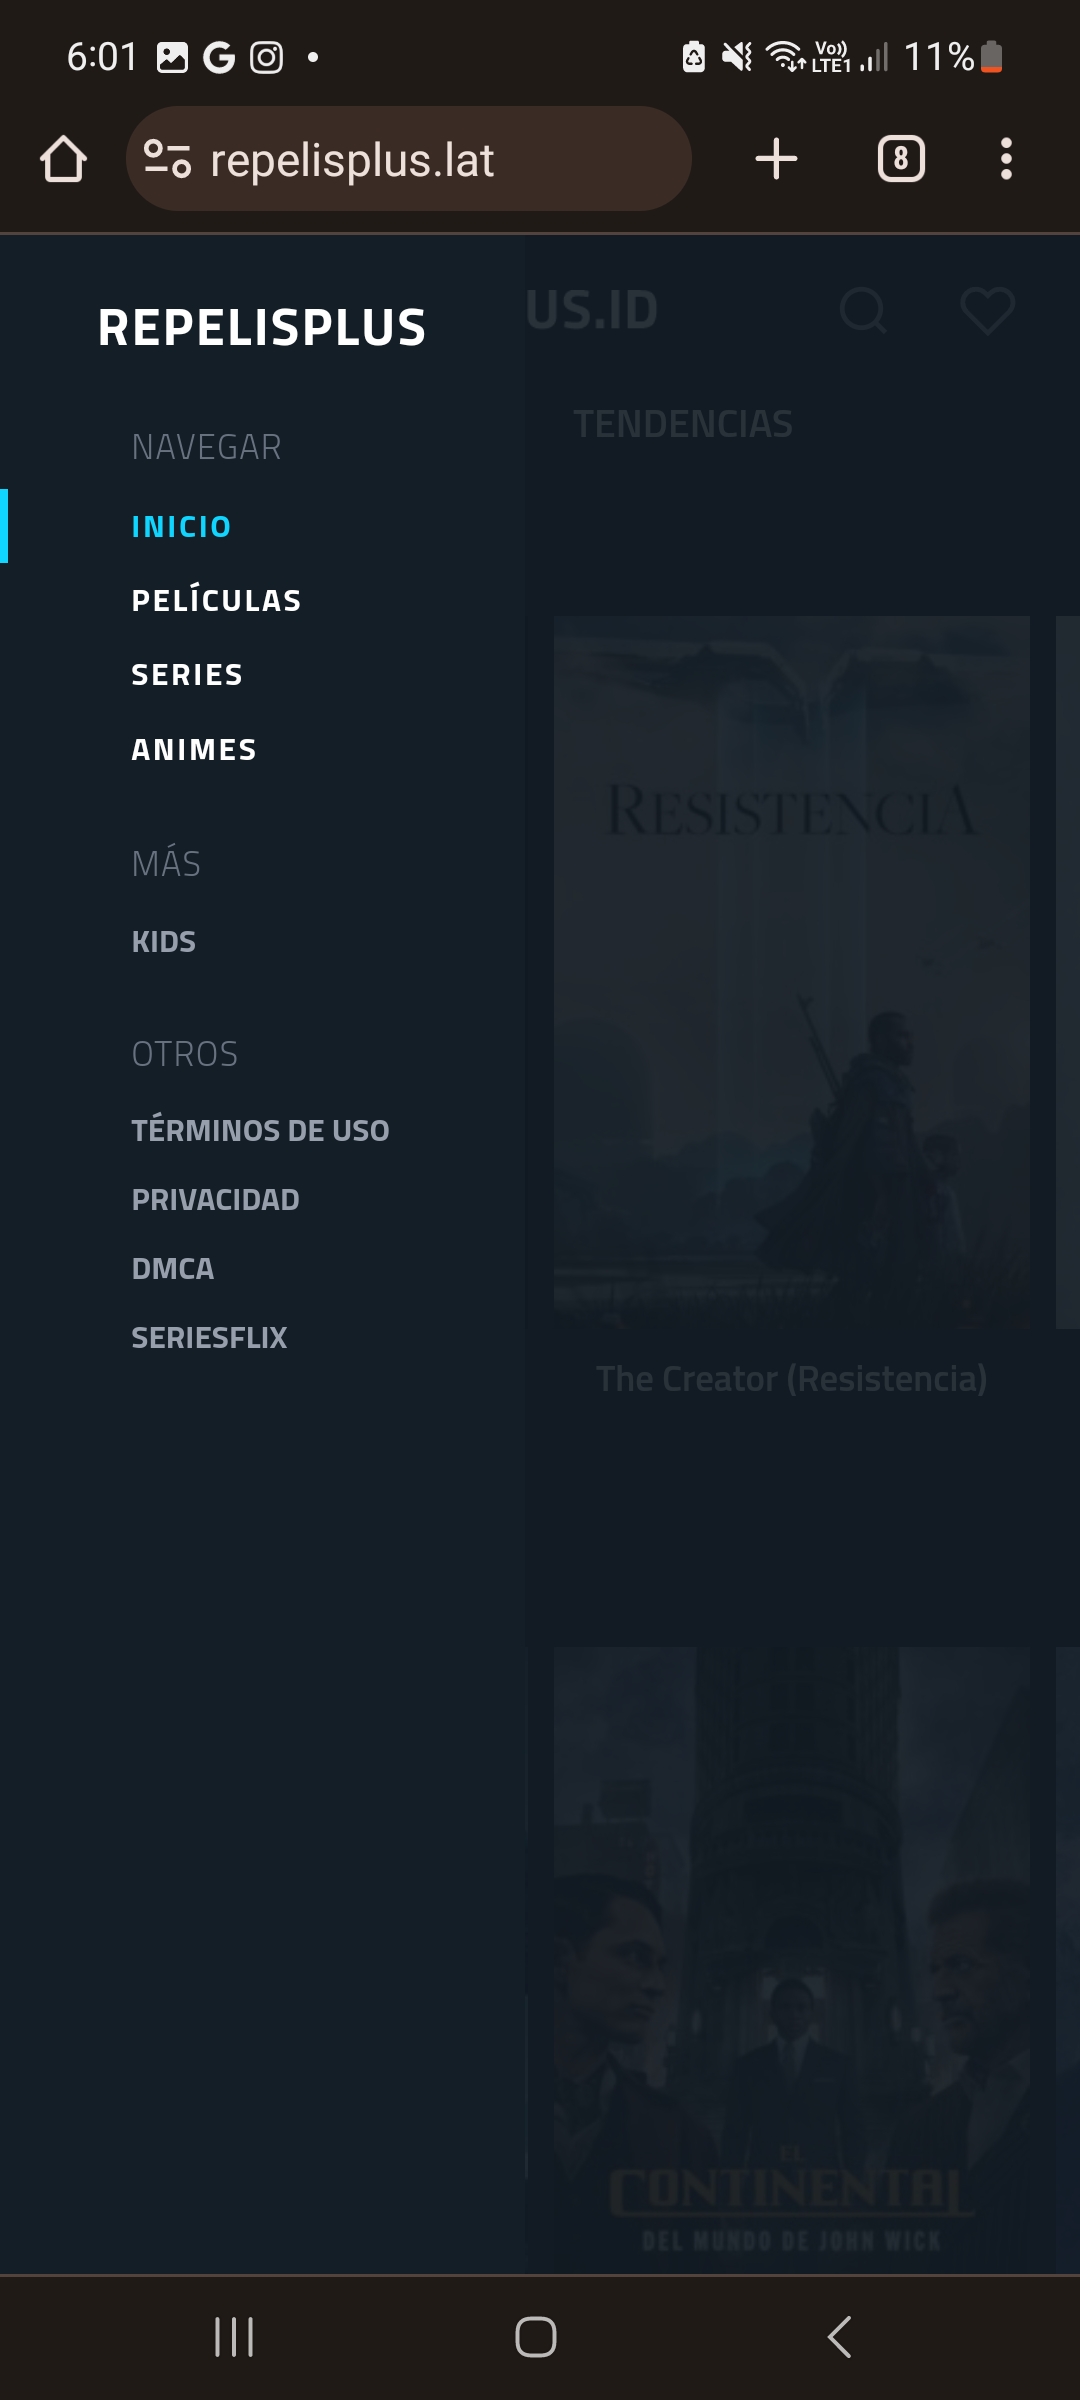 6:01
Vo))
LTE1
11%
repelisplus.lat
8
REPELISPLUS
US.ID
TENDENCIAS
NAVEGAR
INICIO
PELÍCULAS
SERIES
ANIMES
MÁS
KIDS
OTROS
TÉRMINOS DE USO
PRIVACIDAD
DMCA
SERIESFLIX
RESISTENCIA
The Creator (Resistencia)
EL
CONTINENTAL
DEL MUNDO DE JOHN WICK